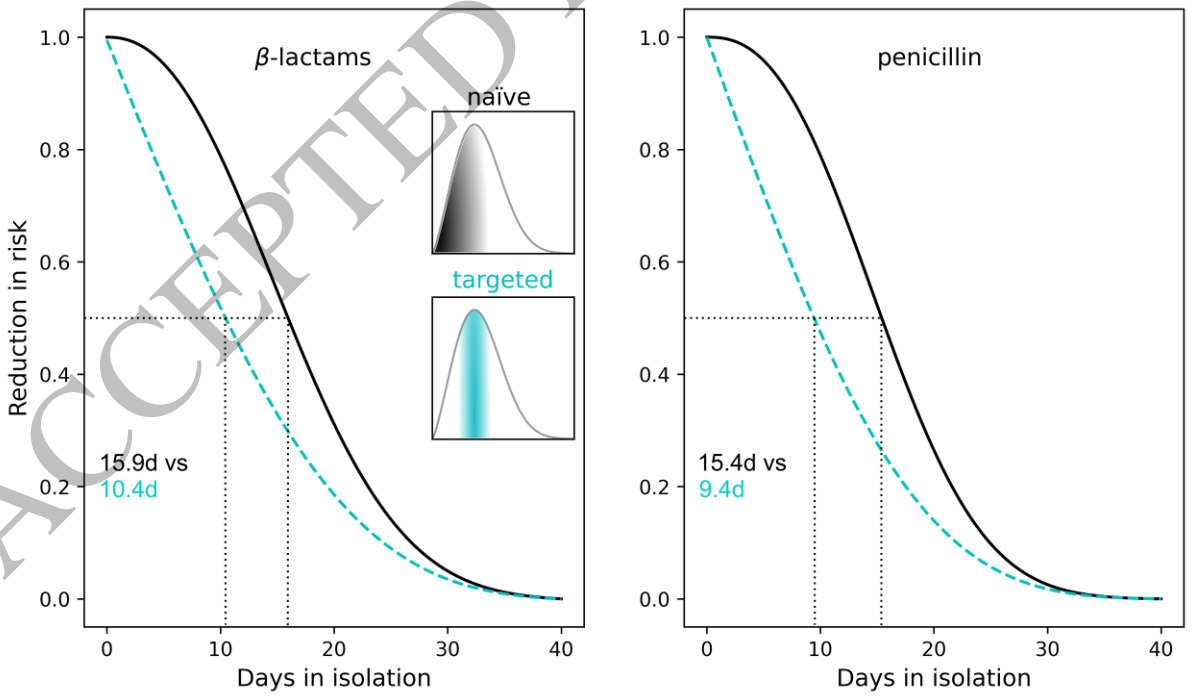 ACCEPTED
β-lactams
naïve
targeted
Reduction in risk
1.0
0.8
0.6
0.4
0.2
0.0
15.9d vs
10.4d
0 10 20 30 40
Days in isolation
penicillin
1.0
0.8
0.6
0.4
0.2
0.0
15.4d vs
9.4d
0 10 20 30 40
Days in isolation